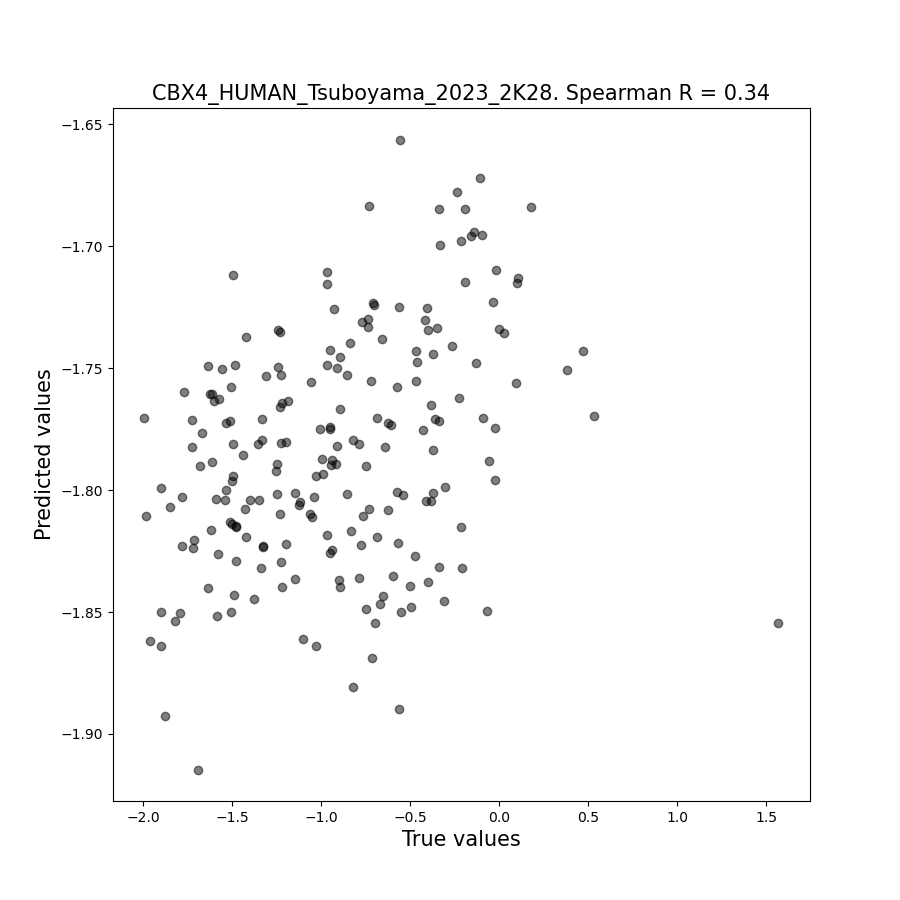 CBX4_HUMAN_Tsuboyama_2023_2K28. Spearman R = 0.34
−1.65
−1.70
−1.75
−1.80
−1.85
−1.90
Predicted values
−2.0 −1.5 −1.0 −0.5 0.0 0.5 1.0 1.5
True values